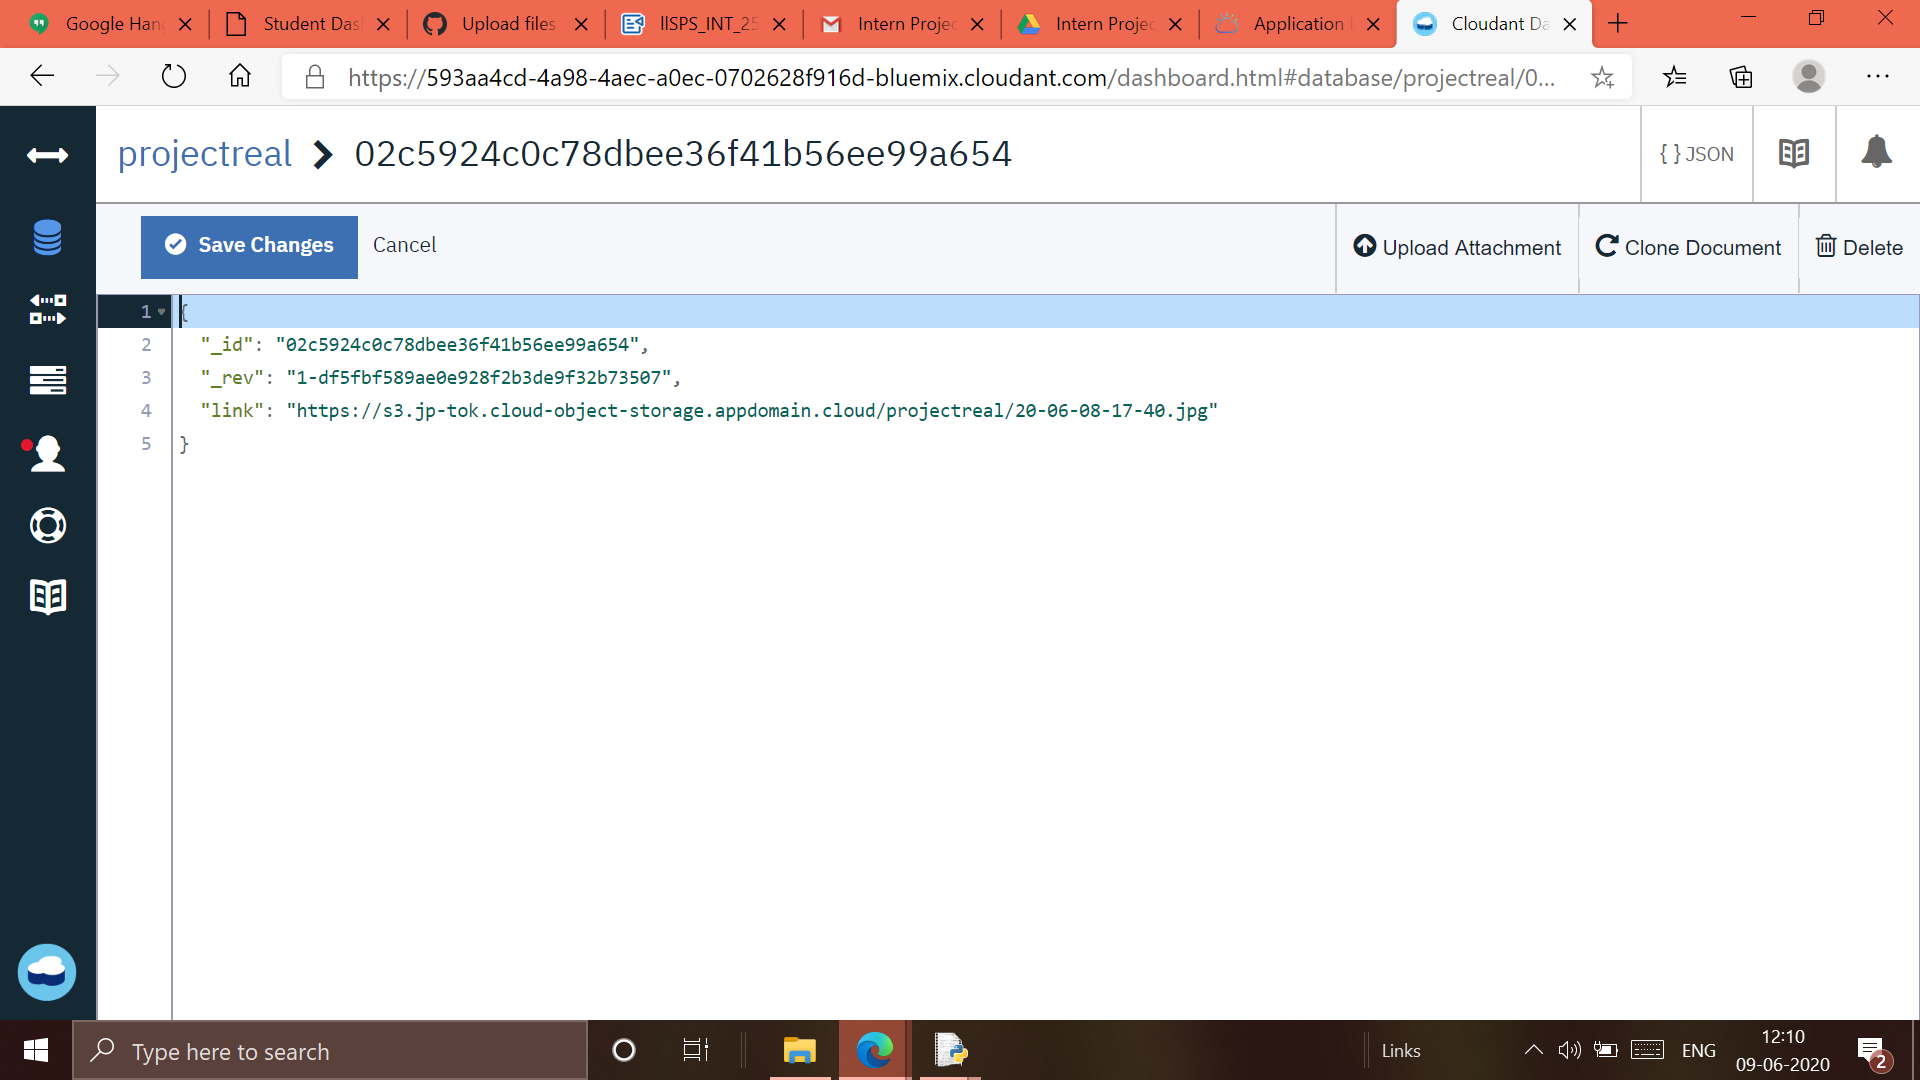 Google Han
Student Das
Upload files
llSPS_INT_25
Intern Projec
Intern Projec
Application
Cloudant Da
https://593aa4cd-4a98-4aec-a0ec-0702628f916d-bluemix.cloudant.com/dashboard.html#database/projectreal/0...
projectreal 02c5924c0c78dbee36f41b56ee99a654
{ } JSON
Save Changes
Cancel
Upload Attachment
Clone Document
Delete
1 {
2 "_id": "02c5924c0c78dbee36f41b56ee99a654",
3 "_rev": "1-df5fbf589ae0e928f2b3de9f32b73507",
4 "link": "https://s3.jp-tok.cloud-object-storage.appdomain.cloud/projectreal/20-06-08-17-40.jpg"
5 }
Type here to search
Links
ENG
12:10
09-06-2020
2